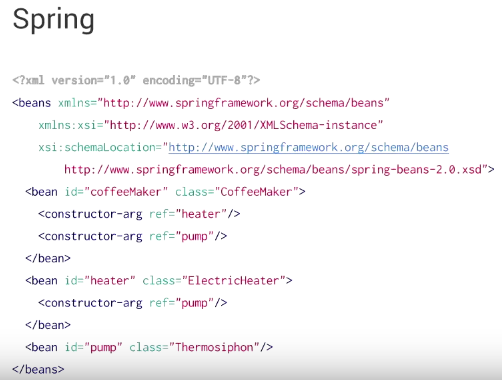 Spring
<?xml version="1.0" encoding="UTF-8"?>
<beans xmlns="http://www.springframework.org/schema/beans"
xmlns:xsi="http://www.w3.org/2001/XMLSchema-instance"
xsi:schemaLocation="http://www.springframework.org/schema/beans
http://www.springframework.org/schema/beans/spring-beans-2.0.xsd">
<bean id="coffeeMaker" class="CoffeeMaker">
<constructor-arg ref="heater"/>
<constructor-arg ref="pump"/>
</bean>
<bean id="heater" class="ElectricHeater">
<constructor-arg ref="pump"/>
</bean>
<bean id="pump" class="Thermosiphon"/>
</beans>